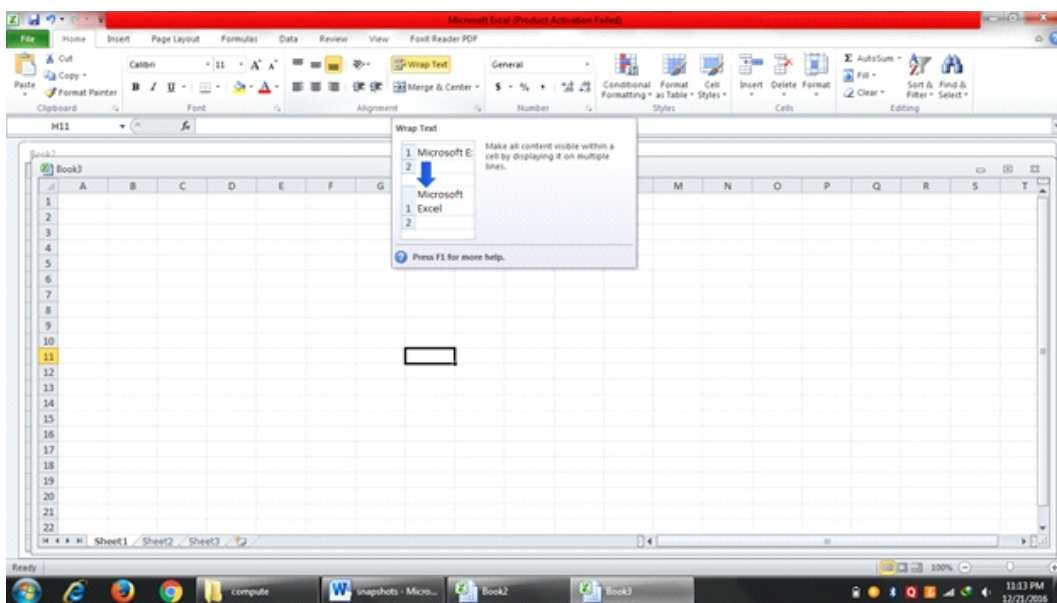 Microsoft Excel (Product Activation Failed)
File Home Insert Page Layout Formulas Data Review View Foxit Reader PDF
Cut
Copy
Format Painter
Paste
Clipboard
Calibri 11 A A
B I U A
Font
Wrap Text
Merge & Center
Alignment
General
$ % ,
Number
Conditional Formatting
Format as Table
Cell Styles
Styles
Insert Delete Format
Cells
AutoSum
Fill
Clear
Sort & Filter
Find & Select
Editing
H11 fx
Wrap Text
1 Microsoft E
2
Microsoft
1 Excel
2
Make all content visible within a
cell by displaying it on multiple
lines.
Press F1 for more help.
Book2
Book3
A B C D E F G M N O P Q R S T
1
2
3
4
5
6
7
8
9
10
11
12
13
14
15
16
17
18
19
20
21
22
Sheet1 Sheet2 Sheet3
Ready 100%
compute snapshots - Micro... Book2 Book3 11:13 PM
12/21/2016